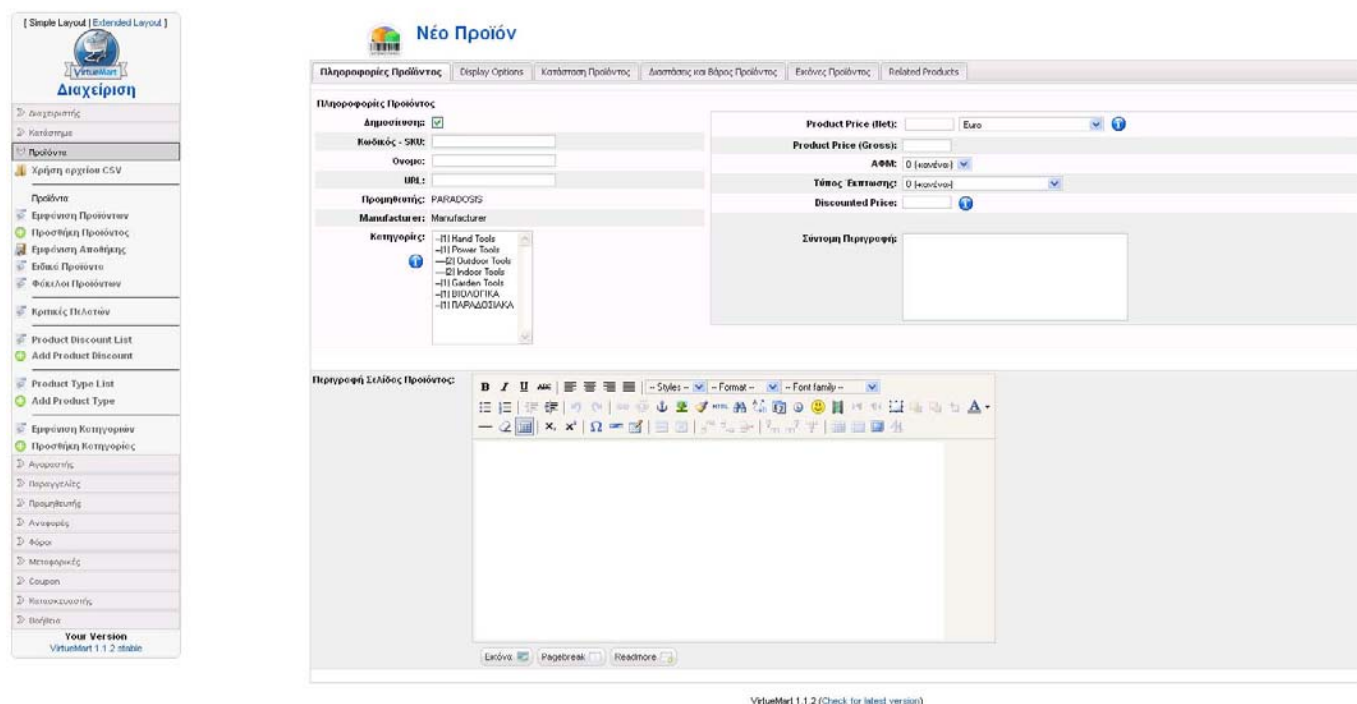 [ Simple Layout | Extended Layout ]
VirtueMart
Διαχείριση
Διαχειριστής
Κατάστημα
Προϊόντα
Χρήση αρχείου CSV
Προϊόντα
Εμφάνιση Προϊόντων
Προσθήκη Προϊόντος
Εμφάνιση Αποθήκης
Ειδικά Προϊόντα
Φάκελοι Προϊόντων
Κριτικές Πελατών
Product Discount List
Add Product Discount
Product Type List
Add Product Type
Εμφάνιση Κατηγοριών
Προσθήκη Κατηγορίας
Αγοραστής
Παραγγελίες
Προμηθευτής
Αναφορές
Φόροι
Μεταφορικές
Coupon
Κατασκευαστής
Βοήθεια
Your Version
VirtueMart 1.1.2 stable
Νέο Προϊόν
Πληροφορίες Προϊόντος Display Options Κατάσταση Προϊόντος Διαστάσεις και Βάρος Προϊόντος Εικόνες Προϊόντος Related Products
Πληροφορίες Προϊόντος
Δημοσίευση:
Κωδικός - SKU:
Όνομα:
URL:
Προμηθευτής: PARADOSIS
Manufacturer: Manufacturer
Κατηγορίες:
--|1| Hand Tools
--|1| Power Tools
----|2| Outdoor Tools
----|2| Indoor Tools
--|1| Garden Tools
--|1| ΒΙΟΛΟΓΙΚΑ
--|1| ΠΑΡΑΔΟΣΙΑΚΑ
Product Price (Net): Euro
Product Price (Gross):
ΑΦΜ: 0 (κανένα)
Τύπος Έκπτωσης: 0 (κανένα)
Discounted Price:
Σύντομη Περιγραφή:
Περιγραφή Σελίδας Προϊόντος:
B I U ABC -- Styles -- -- Format -- -- Font family --
HTML
Εικόνα Pagebreak Readmore
VirtueMart 1.1.2 (Check for latest version)